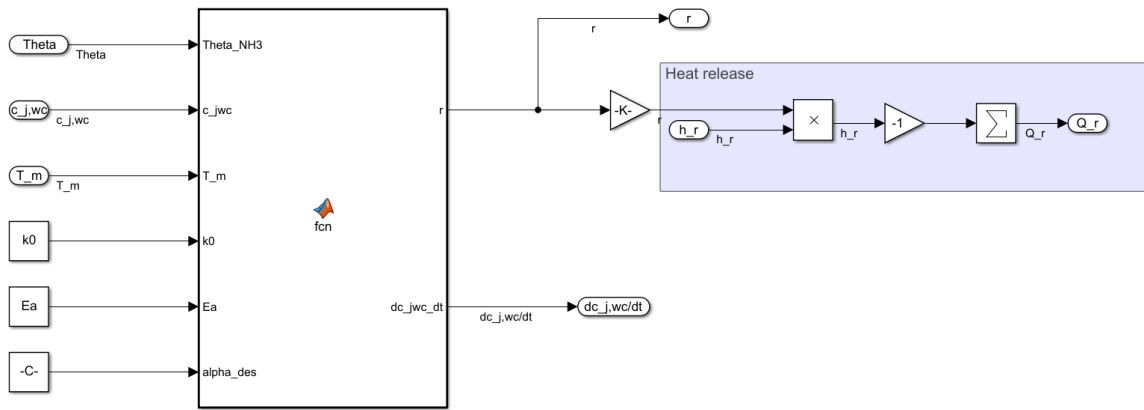 Theta
Theta
c_j,wc
c_j,wc
T_m
T_m
k0
Ea
-C-
Theta_NH3
c_jwc
T_m
k0
Ea
alpha_des
fcn
r
dc_jwc_dt
r
r
-K-
Heat release
r
h_r
h_r
×
h_r
-1
∑
Q_r
Q_r
dc_j,wc/dt
dc_j,wc/dt